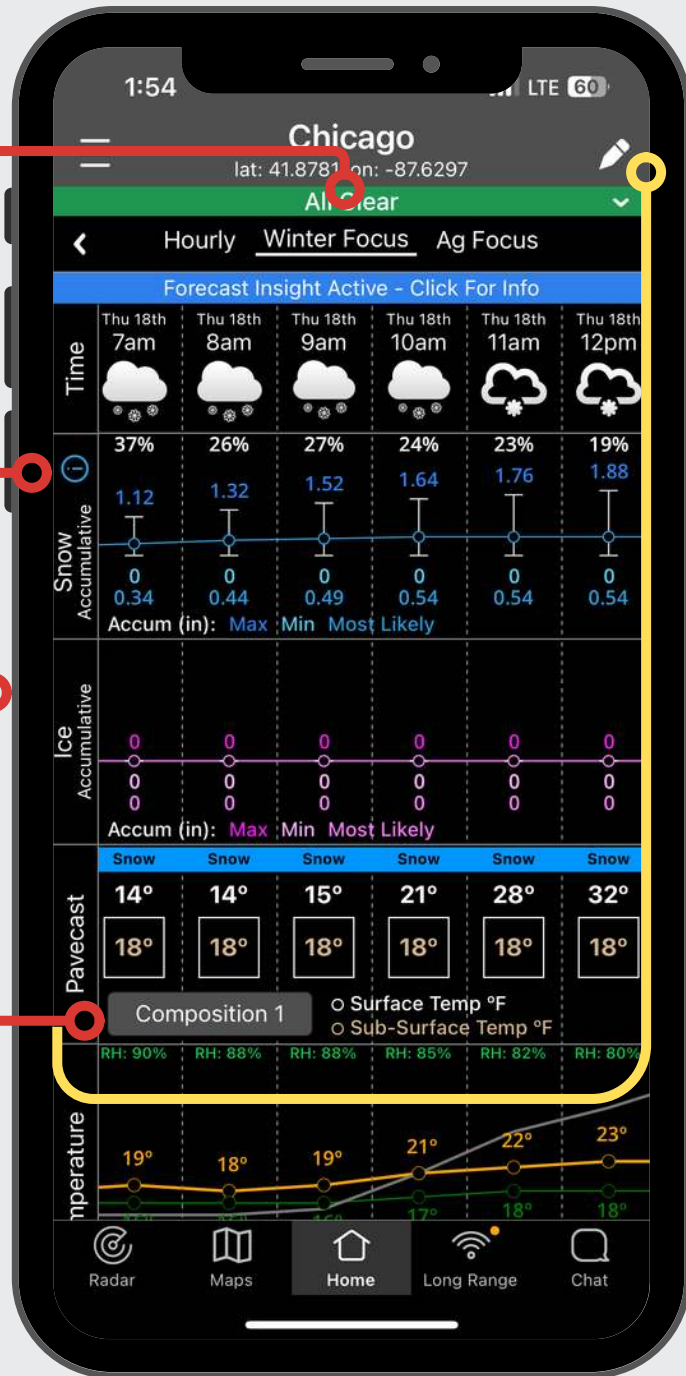 1:54 LTE 60
Chicago
lat: 41.8781 on: -87.6297
All Clear
Hourly Winter Focus Ag Focus
Forecast Insight Active - Click For Info
Time
Thu 18th Thu 18th Thu 18th Thu 18th Thu 18th Thu 18th
7am 8am 9am 10am 11am 12pm
Snow
Accumulative
37% 26% 27% 24% 23% 19%
1.12 1.32 1.52 1.64 1.76 1.88
0 0 0 0 0 0
0.34 0.44 0.49 0.54 0.54 0.54
Accum (in): Max Min Most Likely
Ice
Accumulative
0 0 0 0 0 0
0 0 0 0 0 0
0 0 0 0 0 0
Accum (in): Max Min Most Likely
Pavecast
Snow Snow Snow Snow Snow Snow
14° 14° 15° 21° 28° 32°
18° 18° 18° 18° 18° 18°
Composition 1
Surface Temp °F
Sub-Surface Temp °F
RH: 90% RH: 88% RH: 88% RH: 85% RH: 82% RH: 80%
mperature
19° 18° 19° 21° 22° 23°
16° 17° 18° 18°
Radar Maps Home Long Range Chat